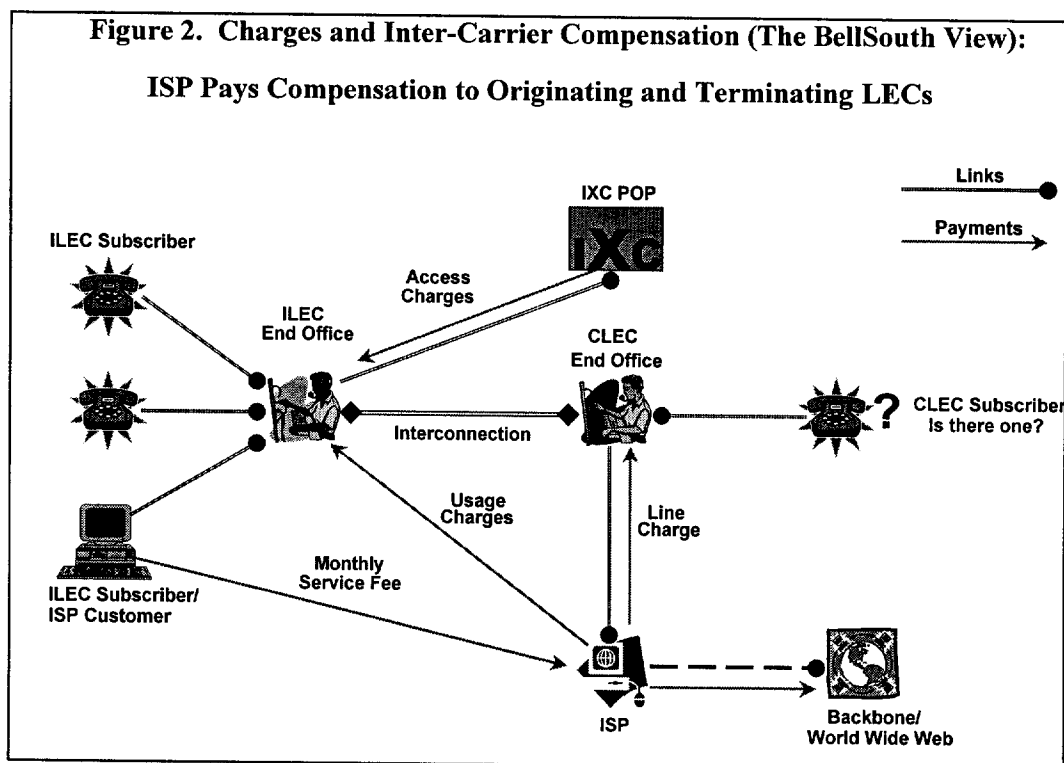 Figure 2. Charges and Inter-Carrier Compensation (The BellSouth View):
ISP Pays Compensation to Originating and Terminating LECs
Links
Payments
IXC POP
IXC
ILEC Subscriber
Access
Charges
ILEC
End Office
CLEC
End Office
Interconnection
?
CLEC Subscriber
Is there one?
Usage
Charges
Line
Charge
Monthly
Service Fee
ILEC Subscriber/
ISP Customer
ISP
Backbone/
World Wide Web